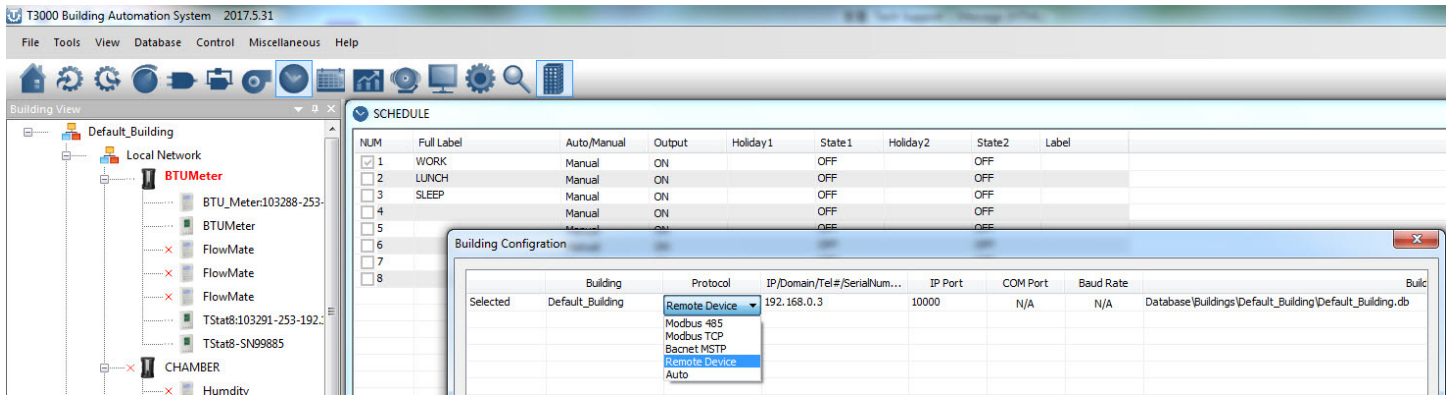 T3000 Building Automation System 2017.5.31
File Tools View Database Control Miscellaneous Help
Building View
Default_Building
Local Network
BTUMeter
BTU_Meter:103288-253-
BTUMeter
FlowMate
FlowMate
FlowMate
TStat8:103291-253-192.
TStat8-SN99885
CHAMBER
Humdity
SCHEDULE
NUM Full Label Auto/Manual Output Holiday1 State1 Holiday2 State2 Label
1 WORK Manual ON OFF OFF
2 LUNCH Manual ON OFF OFF
3 SLEEP Manual ON OFF OFF
4 Manual ON OFF OFF
5 Manual ON OFF OFF
6
7
8
Building Configration
Building Protocol IP/Domain/Tel#/SerialNum... IP Port COM Port Baud Rate Builc
Selected Default_Building Remote Device 192.168.0.3 10000 N/A N/A Database\Buildings\Default_Building\Default_Building.db
Modbus 485
Modbus TCP
Bacnet MSTP
Remote Device
Auto